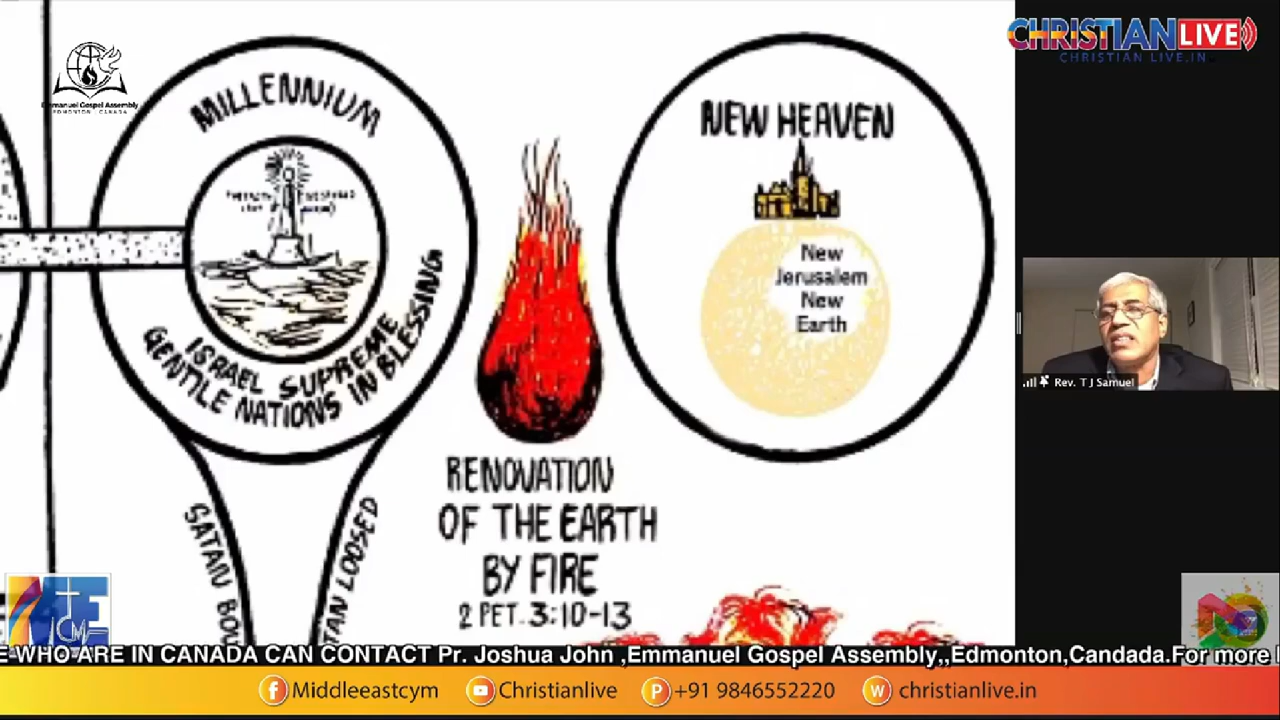 CHRISTIAN LIVE
CHRISTIAN LIVE.IN
Emmanuel Gospel Assembly
EDMONTON | CANADA
MILLENNIUM
ISRAEL SUPREME
GENTILE NATIONS IN BLESSING
SATAN BOU
TAN LOOSED
RENOVATION
OF THE EARTH
BY FIRE
2 PET. 3:10-13
NEW HEAVEN
New
Jerusalem
New
Earth
Rev. T J Samuel
ME
CM
E WHO ARE IN CANADA CAN CONTACT Pr. Joshua John ,Emmanuel Gospel Assembly,,Edmonton,Candada.For more
Middleeastcym
Christianlive
+91 9846552220
christianlive.in